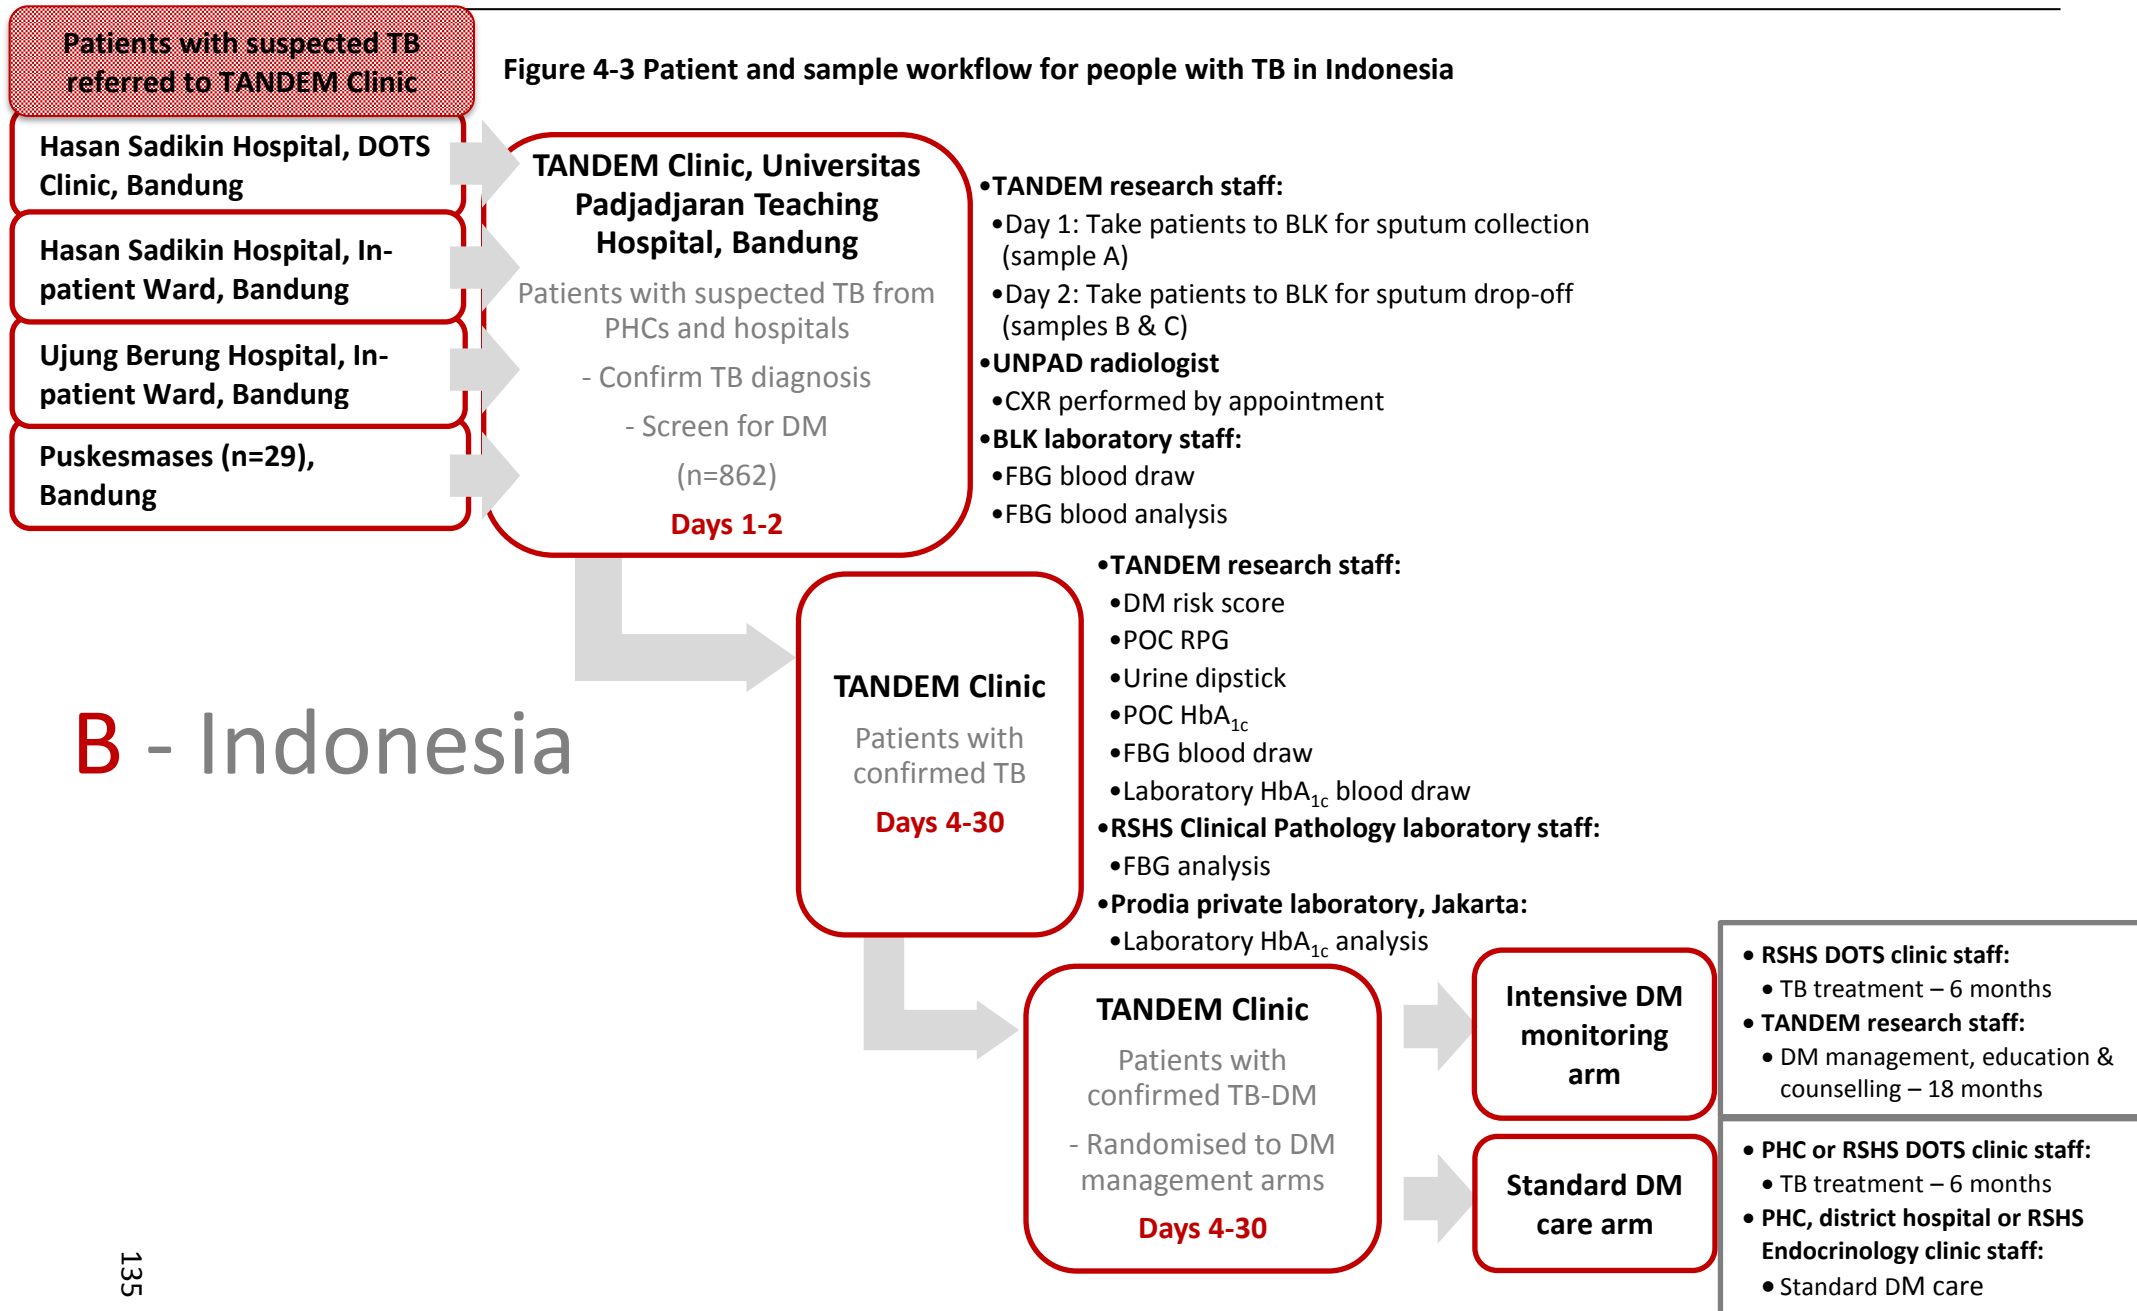 Patients with suspected TB
referred to TANDEM Clinic
Figure 4-3 Patient and sample workflow for people with TB in Indonesia
Hasan Sadikin Hospital, DOTS
Clinic, Bandung
Hasan Sadikin Hospital, In-
patient Ward, Bandung
Ujung Berung Hospital, In-
patient Ward, Bandung
Puskesmases (n=29),
Bandung
TANDEM Clinic, Universitas
Padjadjaran Teaching
Hospital, Bandung
Patients with suspected TB from
PHCs and hospitals
- Confirm TB diagnosis
- Screen for DM
(n=862)
Days 1-2
•TANDEM research staff:
•Day 1: Take patients to BLK for sputum collection
(sample A)
•Day 2: Take patients to BLK for sputum drop-off
(samples B & C)
•UNPAD radiologist
•CXR performed by appointment
•BLK laboratory staff:
•FBG blood draw
•FBG blood analysis
B - Indonesia
TANDEM Clinic
Patients with
confirmed TB
Days 4-30
•TANDEM research staff:
•DM risk score
•POC RPG
•Urine dipstick
•POC HbA1c
•FBG blood draw
•Laboratory HbA1c blood draw
•RSHS Clinical Pathology laboratory staff:
•FBG analysis
•Prodia private laboratory, Jakarta:
•Laboratory HbA1c analysis
TANDEM Clinic
Patients with
confirmed TB-DM
- Randomised to DM
management arms
Days 4-30
Intensive DM
monitoring
arm
• RSHS DOTS clinic staff:
• TB treatment – 6 months
• TANDEM research staff:
• DM management, education &
counselling – 18 months
Standard DM
care arm
• PHC or RSHS DOTS clinic staff:
• TB treatment – 6 months
• PHC, district hospital or RSHS
Endocrinology clinic staff:
• Standard DM care
135